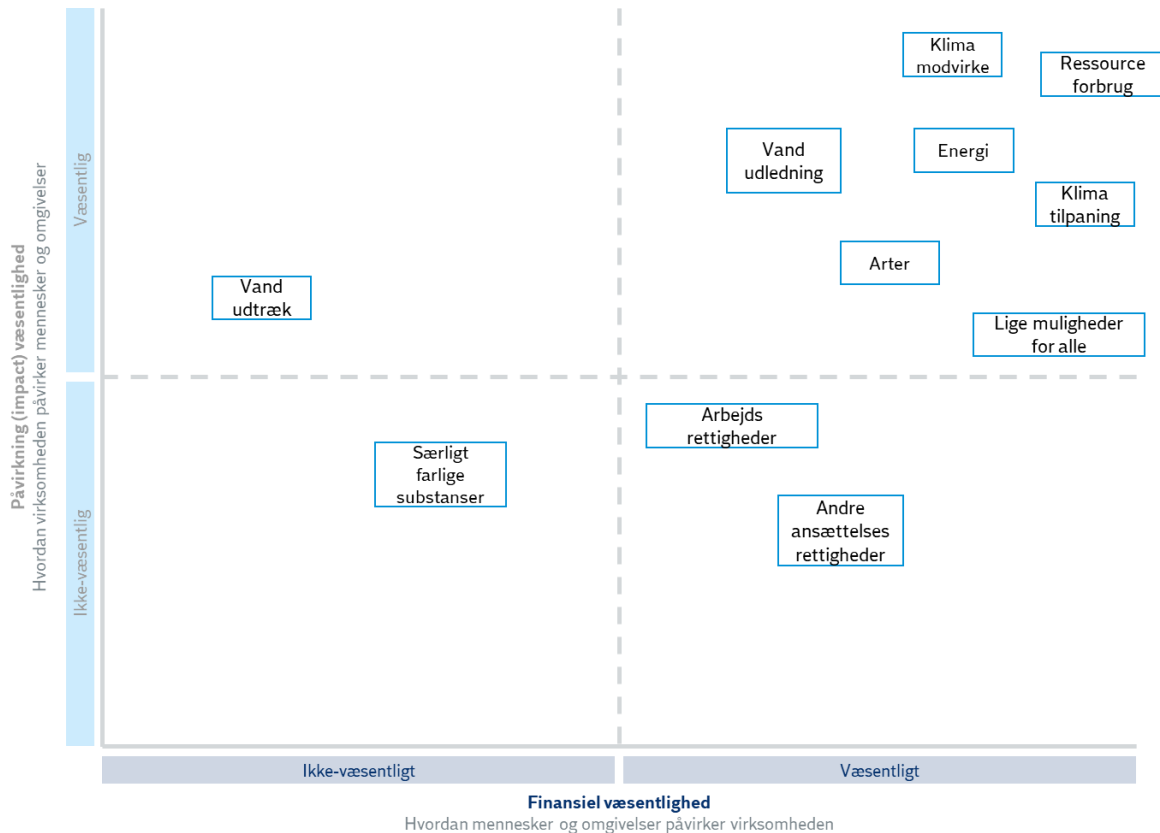 Klima
modvirke
Ressource
forbrug
Vand
udledning
Energi
Klima
tilpaning
Arter
Vand
udtræk
Lige muligheder
for alle
Arbejds
rettigheder
Særligt
farlige
substanser
Andre
ansættelses
rettigheder
Påvirkning (impact) væsentlighed
Hvordan virksomheden påvirker mennesker og omgivelser
Væsentlig
Ikke-væsentlig
Ikke-væsentligt
Væsentligt
Finansiel væsentlighed
Hvordan mennesker og omgivelser påvirker virksomheden